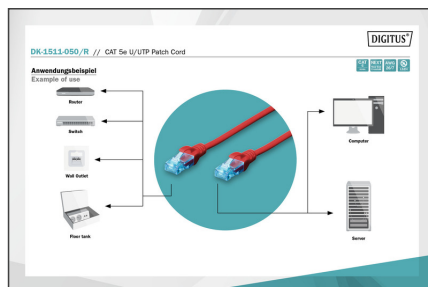 DIGITUS®
DK-1511-050/R // CAT 5e U/UTP Patch Cord
Anwendungsbeispiel
Example of use
Router
Switch
Wall Outlet
Floor tank
Computer
Server